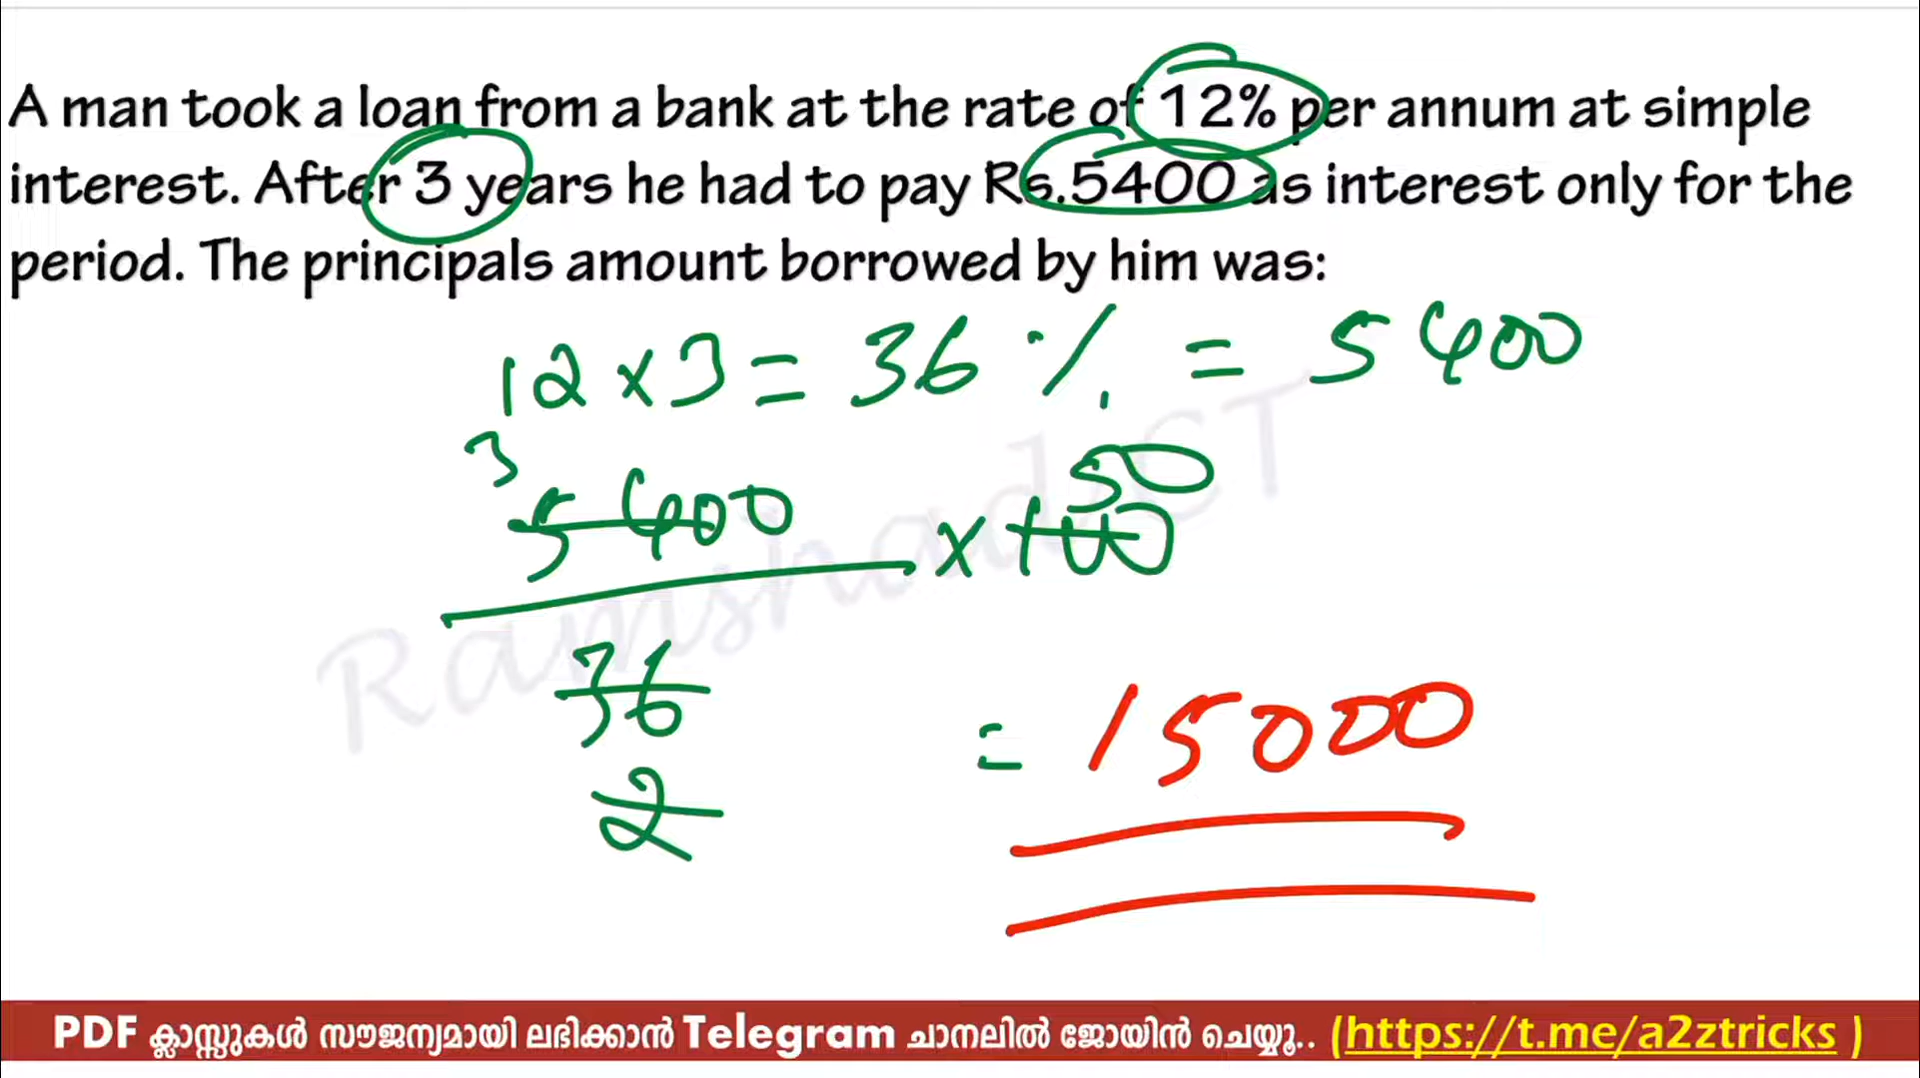 A man took a loan from a bank at the rate of 12% per annum at simple
interest. After 3 years he had to pay Rs.5400 as interest only for the
period. The principals amount borrowed by him was:
12 x 3 = 36 % = 5400
3 50
5400 x 100
36
2
= 15000
Ramshad CT
PDF ക്ലാസ്സുകൾ സൗജന്യമായി ലഭിക്കാൻ Telegram ചാനലിൽ ജോയിൻ ചെയ്യൂ.. (https://t.me/a2ztricks )